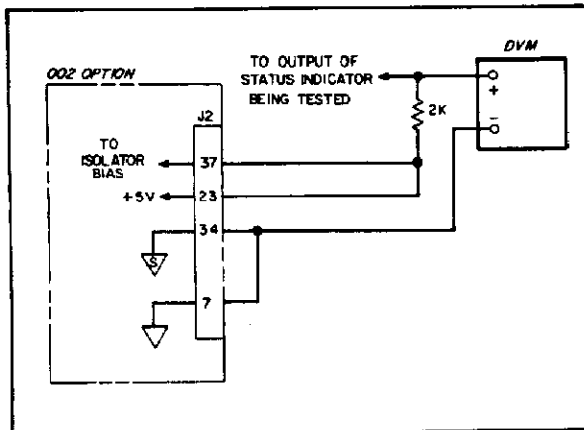 DVM
002 OPTION
TO OUTPUT OF
STATUS INDICATOR
BEING TESTED
+
-
2K
J2
TO
ISOLATOR
BIAS
37
+5V
23
34
S
7